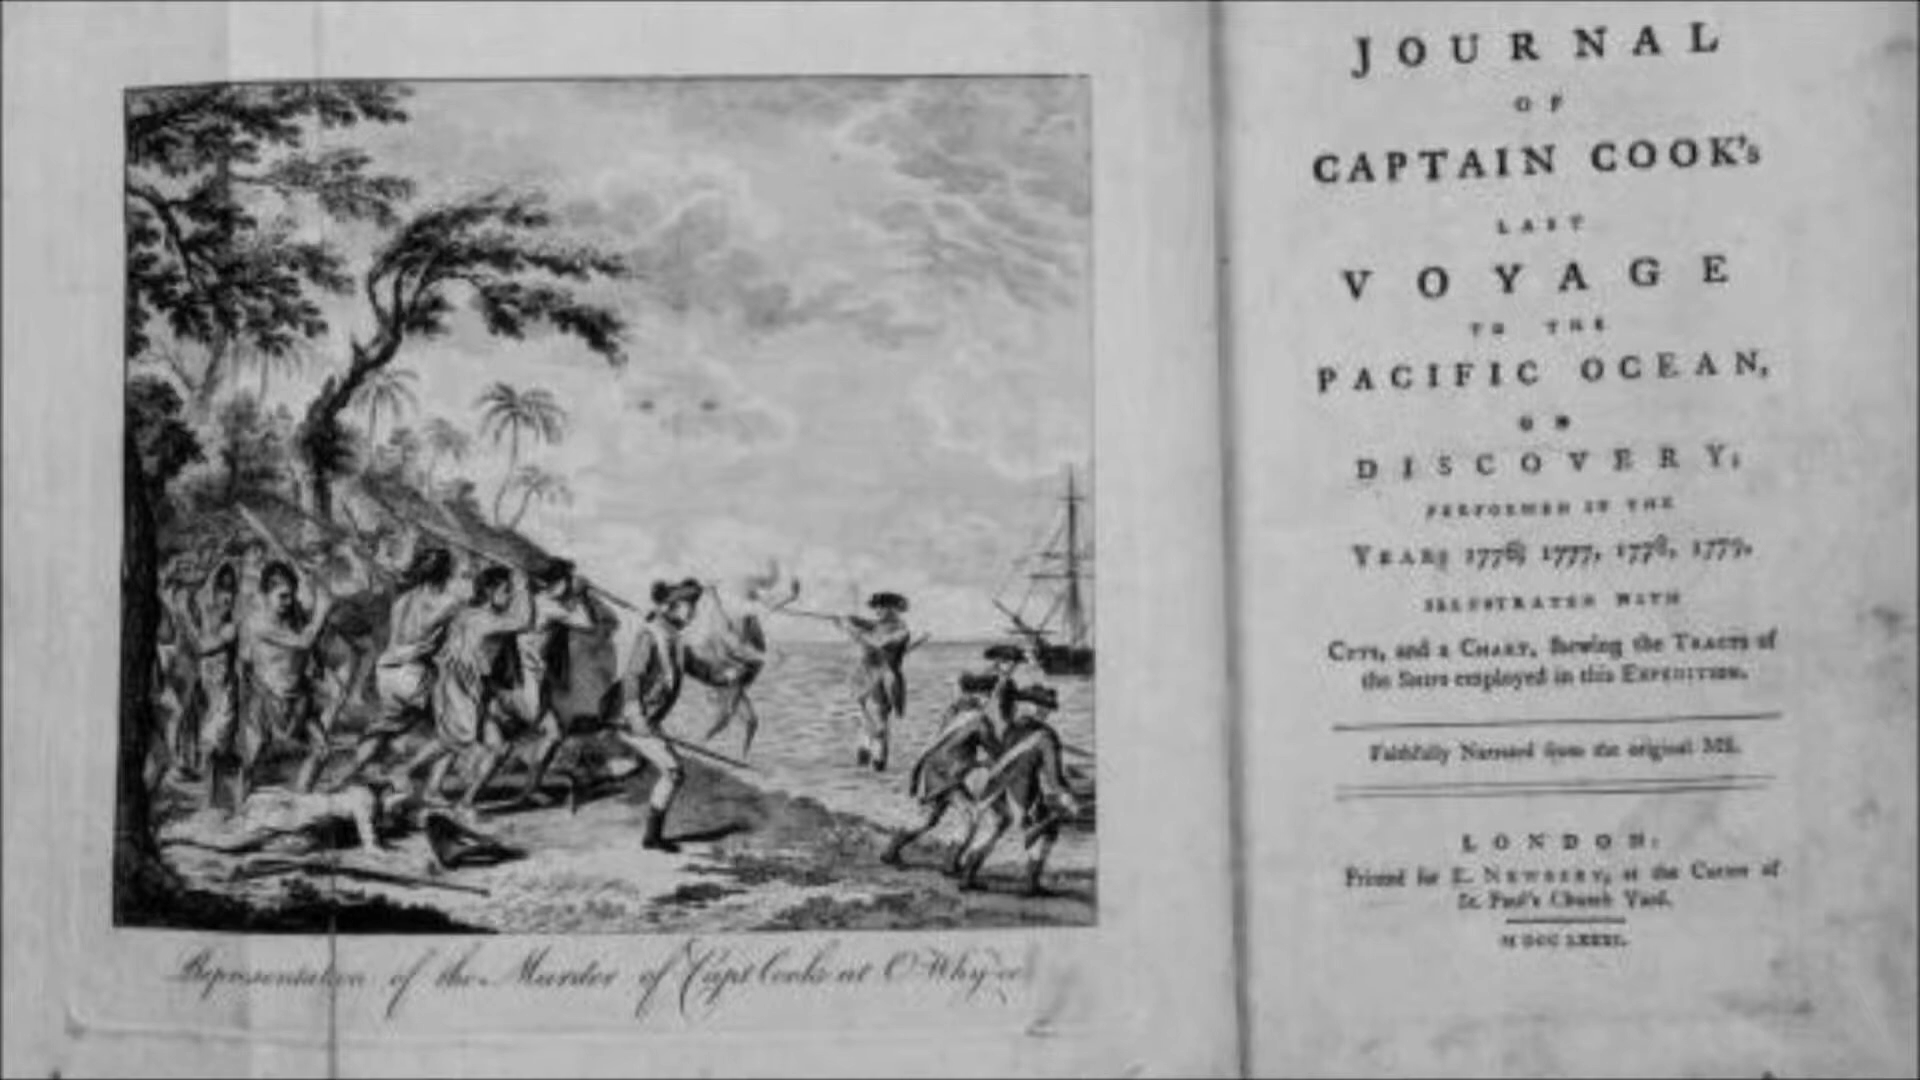 Representation of the Murder of Capt Cook at O-Why-ee
JOURNAL
OF
CAPTAIN COOK's
LAST
VOYAGE
TO THE
PACIFIC OCEAN,
ON
DISCOVERY;
PERFORMED IN THE
YEARS 1776, 1777, 1778, 1779.
ILLUSTRATED WITH
CUTS, and a CHART, shewing the TRACTS of
the SHIPS employed in this EXPEDITION.
Faithfully Narrated from the original MS.
LONDON:
Printed for E. NEWBERY, at the Corner of
St. Paul's Church Yard.
M DCC LXXXI.